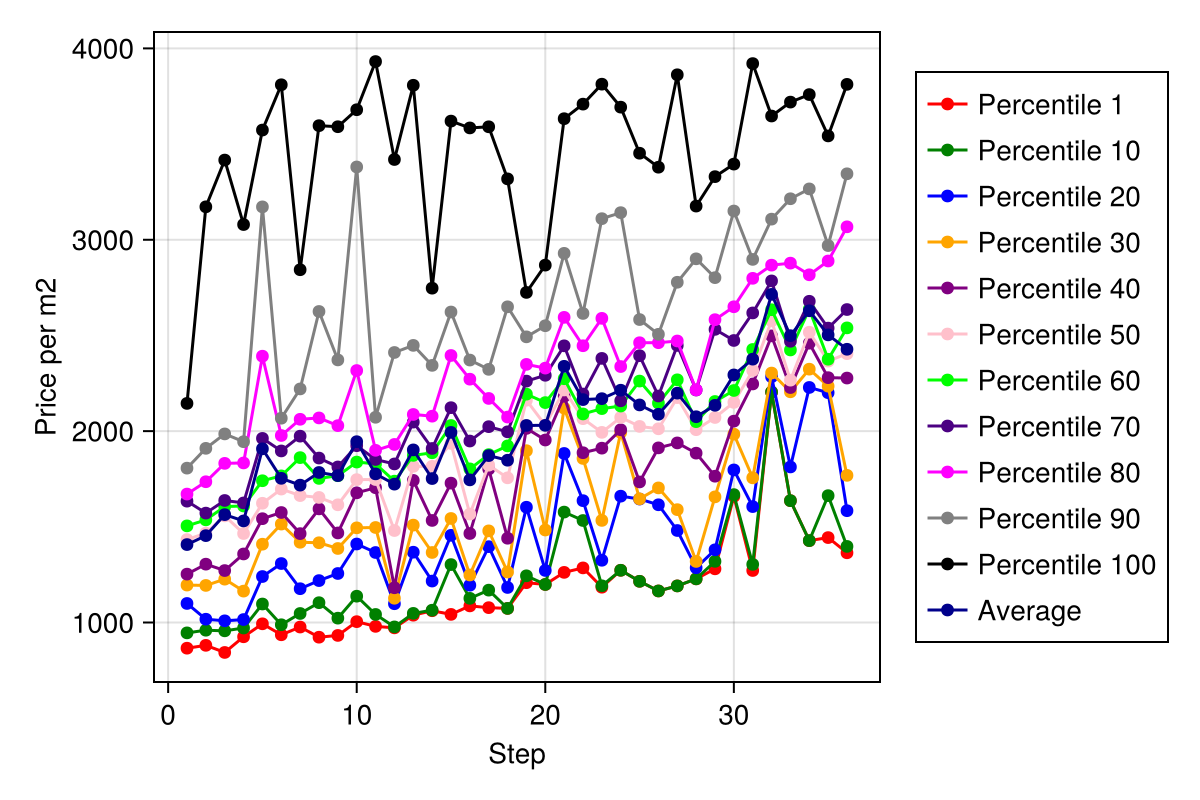 4000
3000
2000
1000
Price per m2
0 10 20 30
Step
Percentile 1
Percentile 10
Percentile 20
Percentile 30
Percentile 40
Percentile 50
Percentile 60
Percentile 70
Percentile 80
Percentile 90
Percentile 100
Average